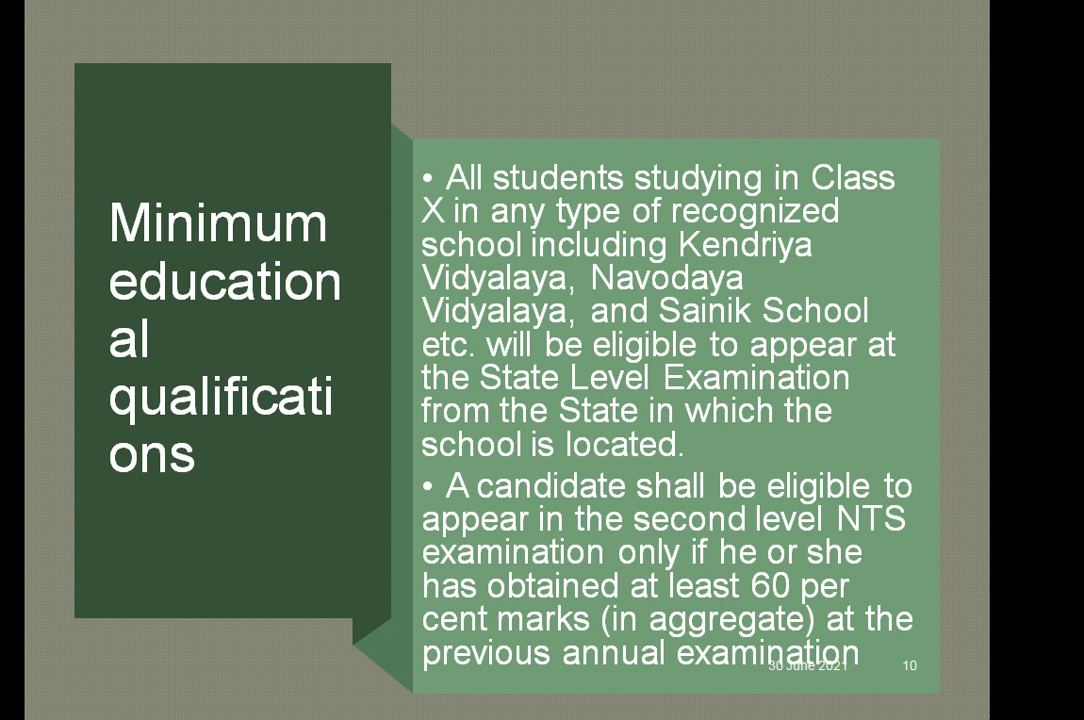 Minimum
education
al
qualificati
ons
• All students studying in Class
X in any type of recognized
school including Kendriya
Vidyalaya, Navodaya
Vidyalaya, and Sainik School
etc. will be eligible to appear at
the State Level Examination
from the State in which the
school is located.
• A candidate shall be eligible to
appear in the second level NTS
examination only if he or she
has obtained at least 60 per
cent marks (in aggregate) at the
previous annual examination
30 June 2021 10